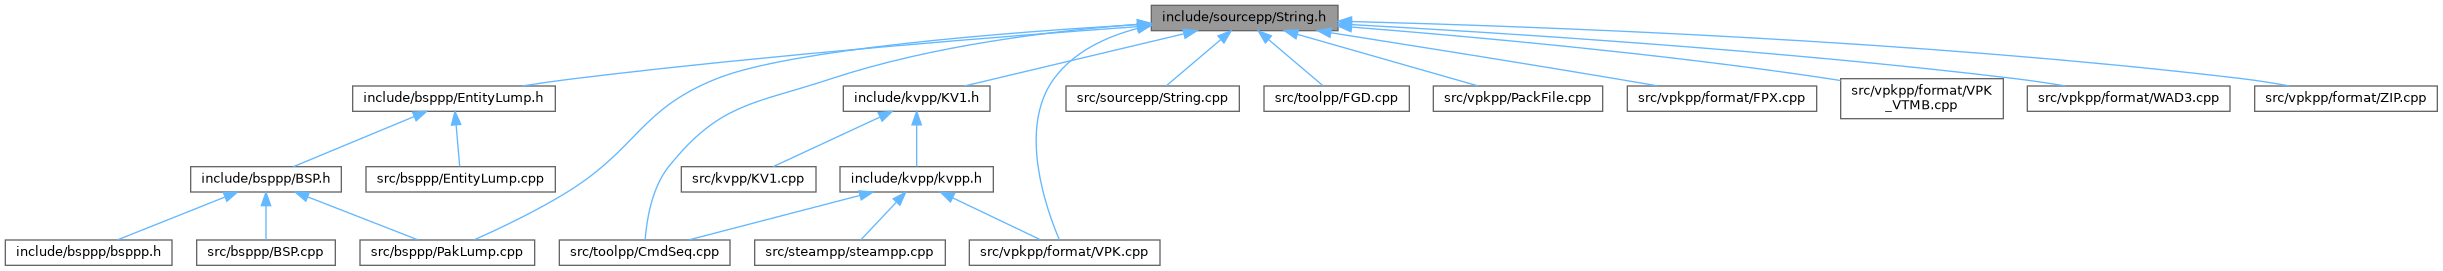 include/sourcepp/String.h
include/bsppp/EntityLump.h
include/kvpp/KV1.h
src/sourcepp/String.cpp
src/toolpp/FGD.cpp
src/vpkpp/PackFile.cpp
src/vpkpp/format/FPX.cpp
src/vpkpp/format/VPK
_VTMB.cpp
src/vpkpp/format/WAD3.cpp
src/vpkpp/format/ZIP.cpp
include/bsppp/BSP.h
src/bsppp/EntityLump.cpp
src/kvpp/KV1.cpp
include/kvpp/kvpp.h
include/bsppp/bsppp.h
src/bsppp/BSP.cpp
src/bsppp/PakLump.cpp
src/toolpp/CmdSeq.cpp
src/steampp/steampp.cpp
src/vpkpp/format/VPK.cpp